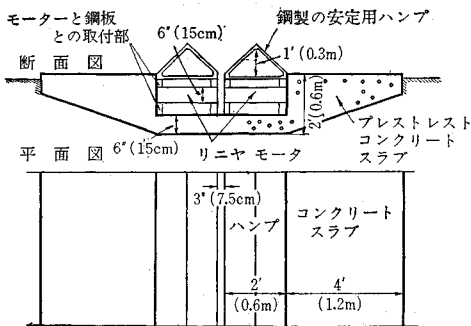 モーターと鋼板
との取付部
6″(15cm)
鋼製の安定用ハンプ
断面図
1′(0.3m)
2′(0.6m)
プレストレスト
コンクリート
スラブ
6″(15cm)
リニヤ モータ
平面図
3″(7.5cm)
ハンプ
コンクリート
スラブ
2′
(0.6m)
4′
(1.2m)